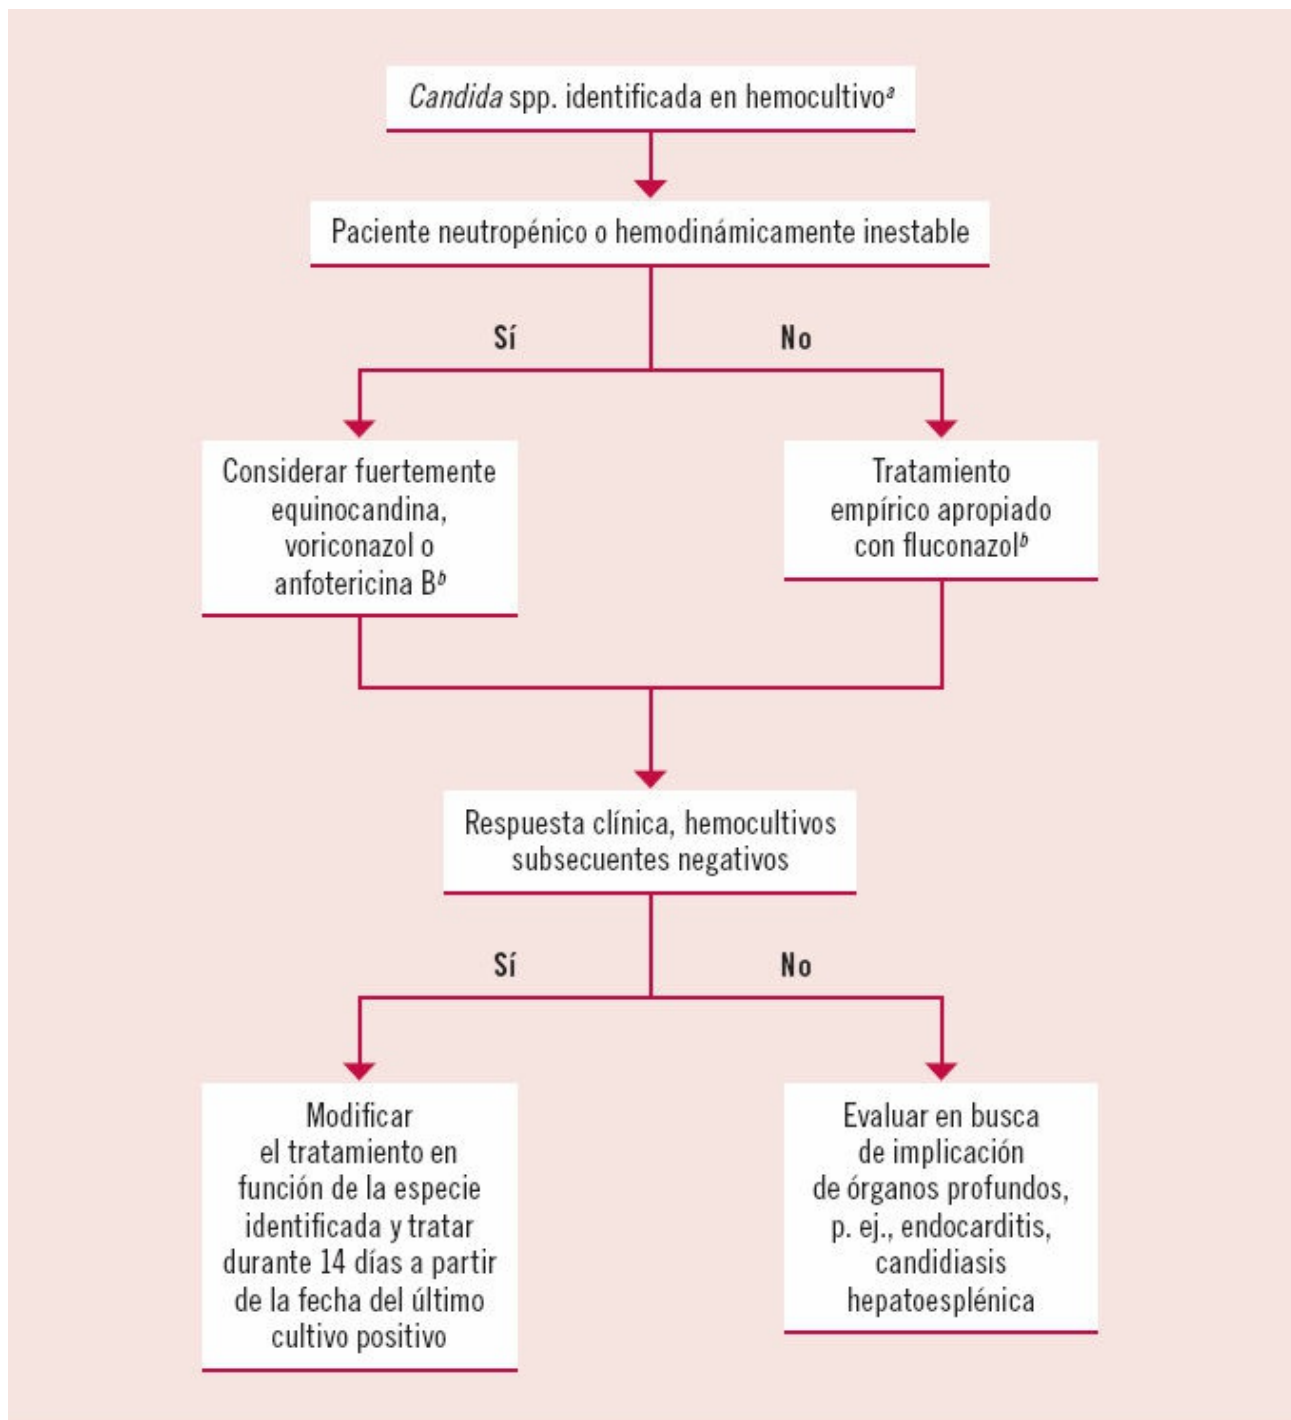 Candida spp. identificada en hemocultivoᵃ
Paciente neutropénico o hemodinámicamente inestable
Sí
No
Considerar fuertemente
equinocandina,
voriconazol o
anfotericina Bᵇ
Tratamiento
empírico apropiado
con fluconazolᵇ
Respuesta clínica, hemocultivos
subsecuentes negativos
Sí
No
Modificar
el tratamiento en
función de la especie
identificada y tratar
durante 14 días a partir
de la fecha del último
cultivo positivo
Evaluar en busca
de implicación
de órganos profundos,
p. ej., endocarditis,
candidiasis
hepatoesplénica